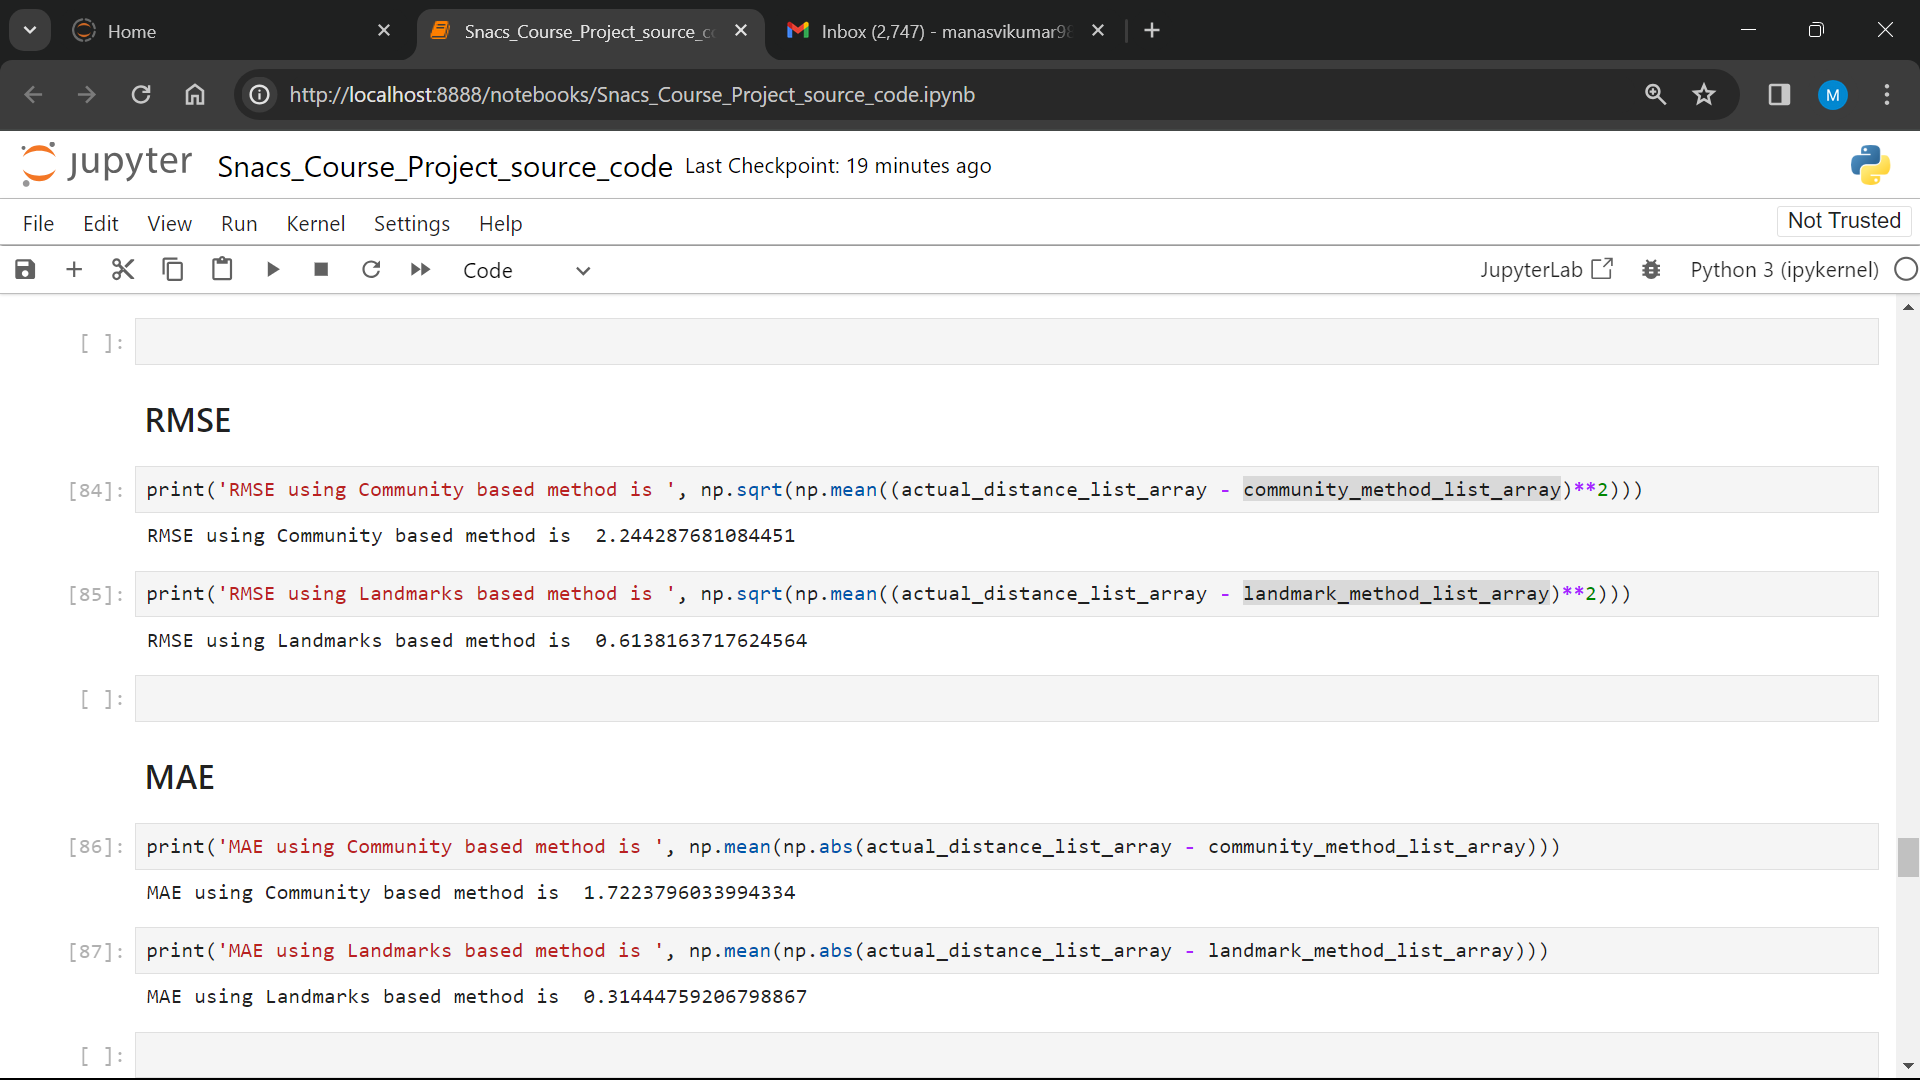 Home
Snacs_Course_Project_source_c
Inbox (2,747) - manasvikumar98
http://localhost:8888/notebooks/Snacs_Course_Project_source_code.ipynb
M
jupyter Snacs_Course_Project_source_code Last Checkpoint: 19 minutes ago
File Edit View Run Kernel Settings Help
Not Trusted
Code
JupyterLab
Python 3 (ipykernel)
[ ]:
RMSE
[84]: print('RMSE using Community based method is ', np.sqrt(np.mean((actual_distance_list_array - community_method_list_array)**2)))
RMSE using Community based method is  2.244287681084451
[85]: print('RMSE using Landmarks based method is ', np.sqrt(np.mean((actual_distance_list_array - landmark_method_list_array)**2)))
RMSE using Landmarks based method is  0.6138163717624564
[ ]:
MAE
[86]: print('MAE using Community based method is ', np.mean(np.abs(actual_distance_list_array - community_method_list_array)))
MAE using Community based method is  1.7223796033994334
[87]: print('MAE using Landmarks based method is ', np.mean(np.abs(actual_distance_list_array - landmark_method_list_array)))
MAE using Landmarks based method is  0.31444759206798867
[ ]: